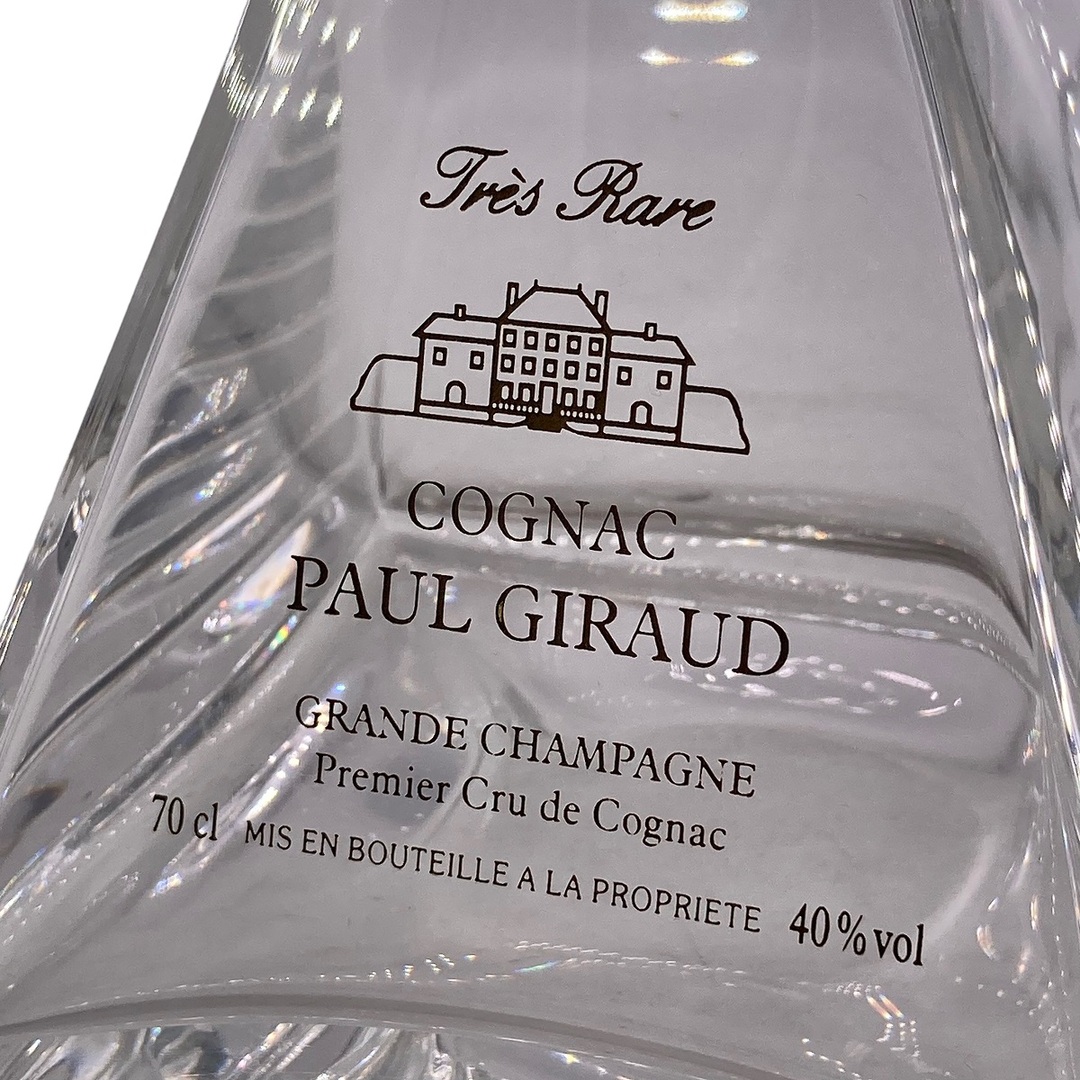 Très Rare
COGNAC
PAUL GIRAUD
GRANDE CHAMPAGNE
Premier Cru de Cognac
70 cl MIS EN BOUTEILLE A LA PROPRIETE 40% vol